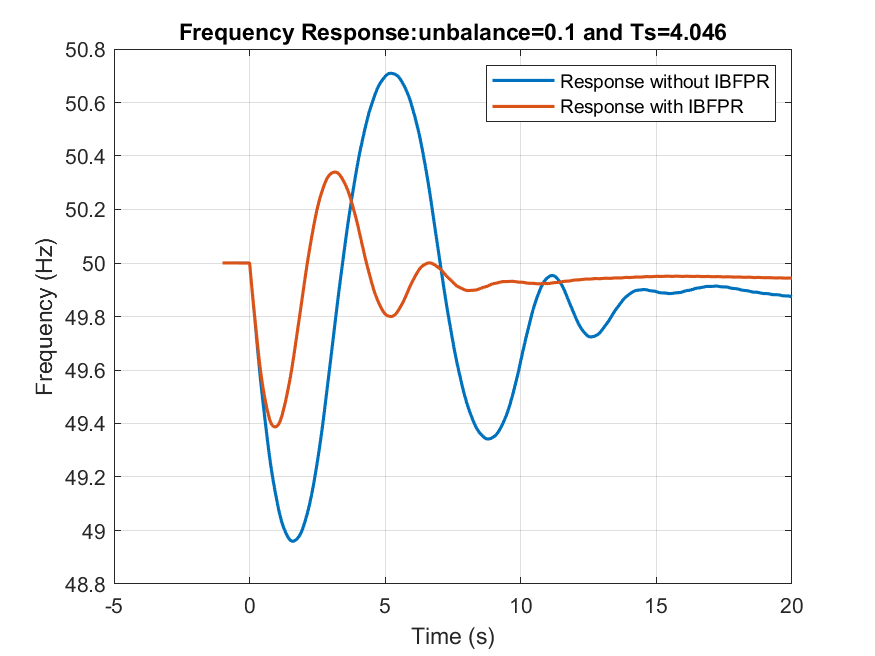 Frequency Response:unbalance=0.1 and Ts=4.046
50.8
50.6
50.4
50.2
50
49.8
49.6
49.4
49.2
49
48.8
Frequency (Hz)
Response without IBFPR
Response with IBFPR
-5 0 5 10 15 20
Time (s)